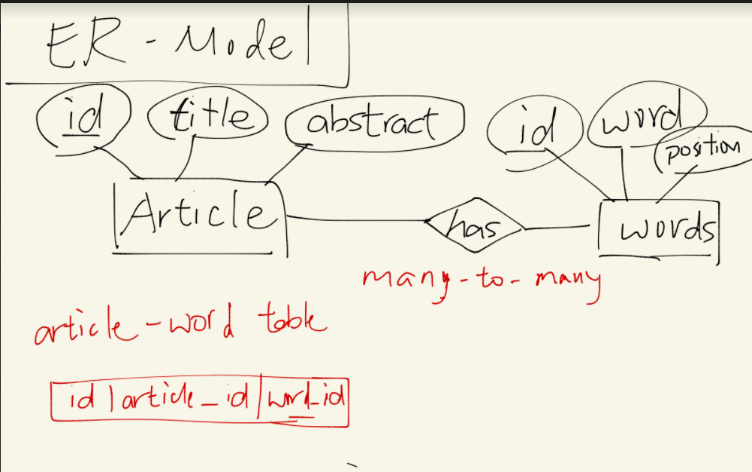 ER-Model
id title abstract id word position
Article has words
many-to-many
article-word table
id | article_id | word_id